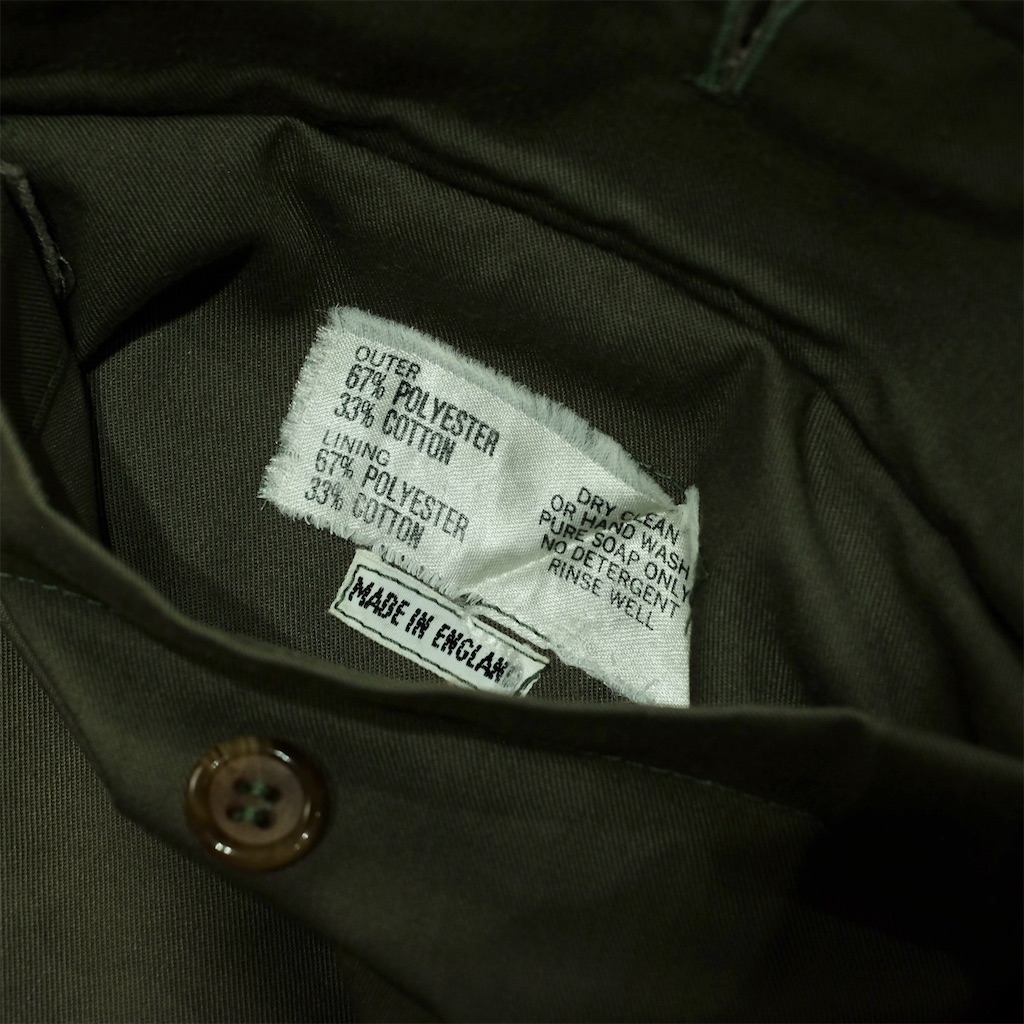 OUTER
67% POLYESTER
33% COTTON
LINING
67% POLYESTER
33% COTTON
DRY CLEAN
OR HAND WASH
PURE SOAP ONLY
NO DETERGENT
RINSE WELL
MADE IN ENGLAND